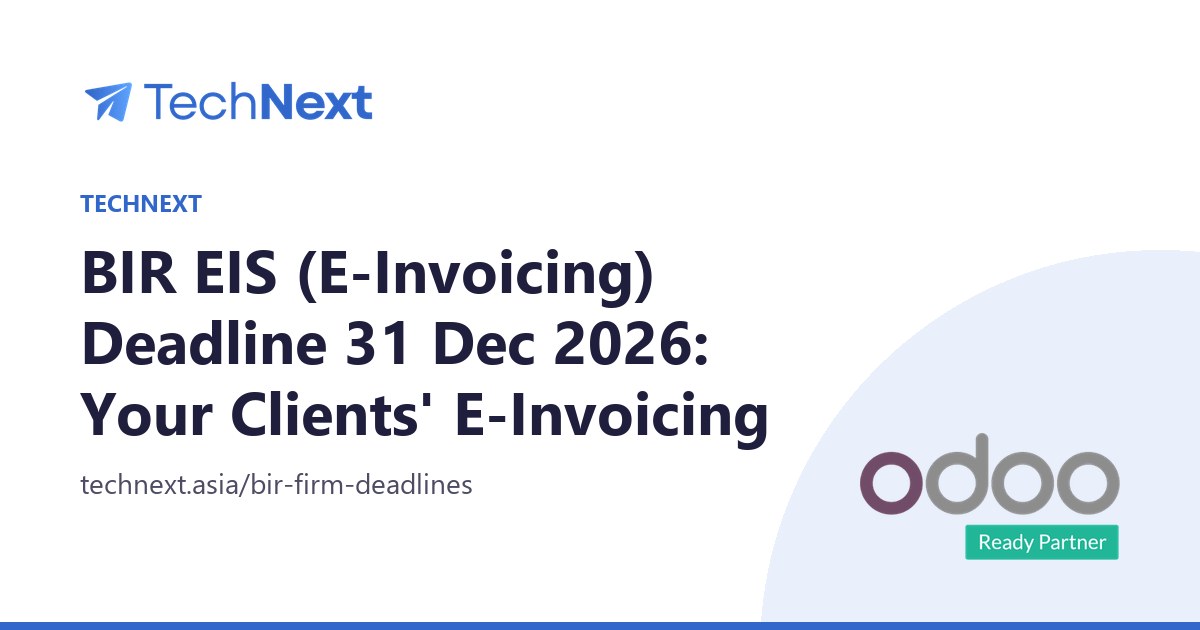 TechNext
TECHNEXT
BIR EIS (E-Invoicing)
Deadline 31 Dec 2026:
Your Clients' E-Invoicing
technext.asia/bir-firm-deadlines
odoo
Ready Partner